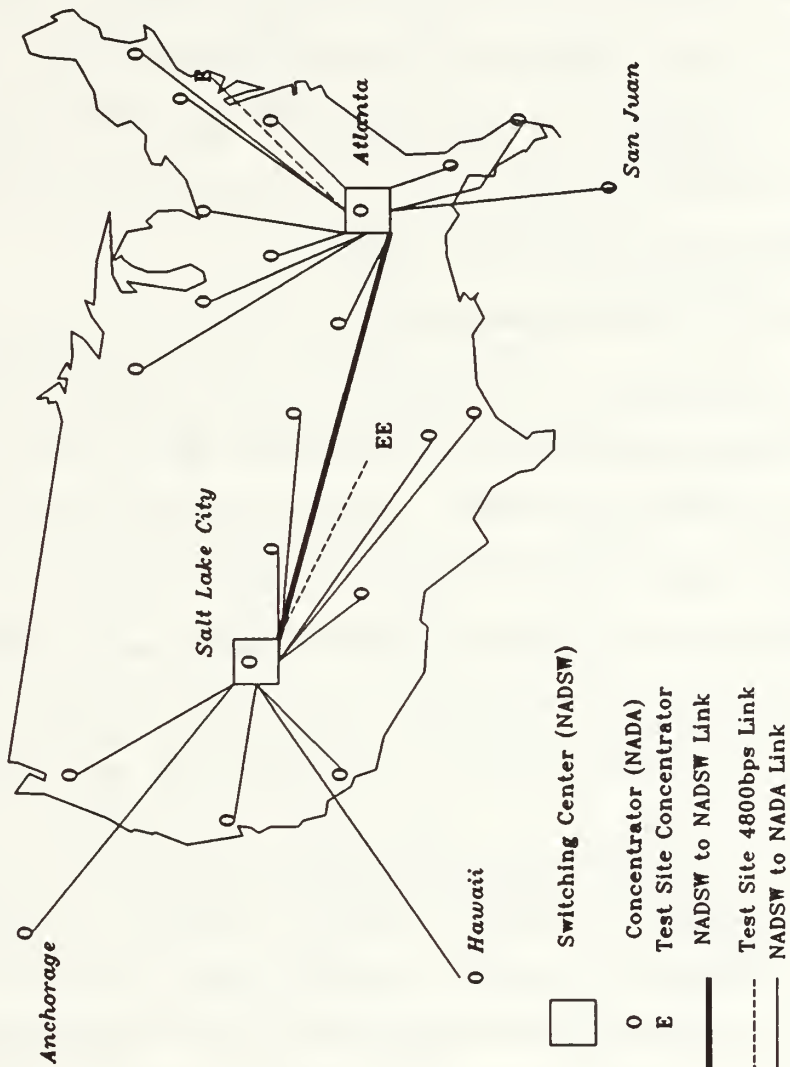 Anchorage
O
O
O
O
O Hawaii
Salt Lake City
O
O
O
O
EE
O
O
O
O
O
O
O
O
O
E
O
Atlanta
O
O
O
O
San Juan
Switching Center (NADSW)
O Concentrator (NADA)
E Test Site Concentrator
NADSW to NADSW Link
Test Site 4800bps Link
NADSW to NADA Link